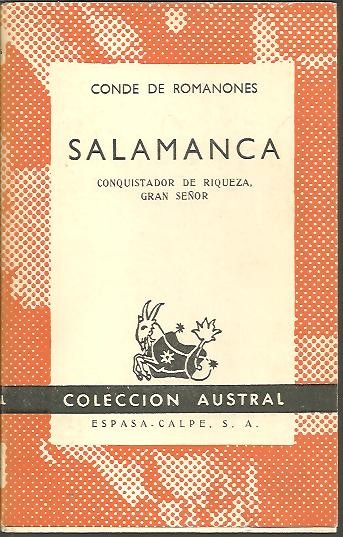 CONDE DE ROMANONES
SALAMANCA
CONQUISTADOR DE RIQUEZA,
GRAN SEÑOR
L COLECCION AUSTRAL
ESPASA-CALPE, S. A.